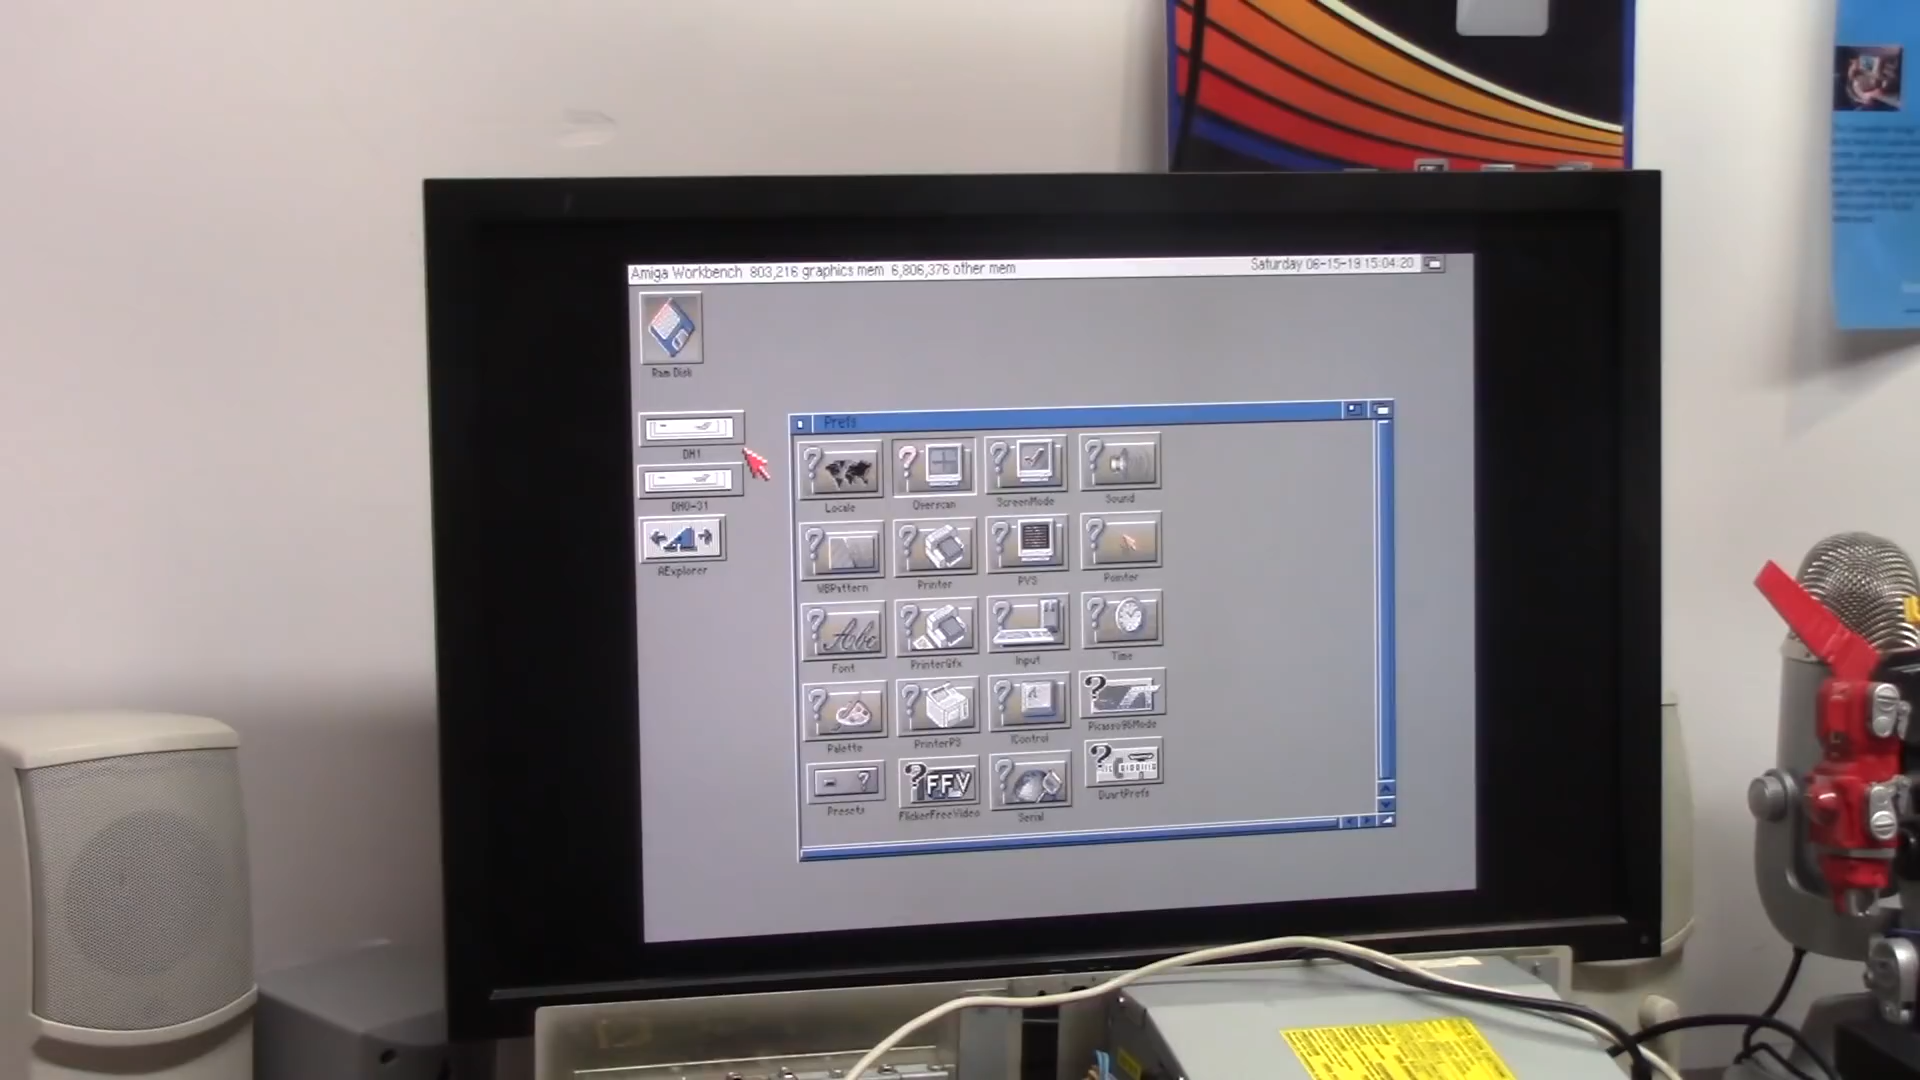 Amiga Workbench 803,216 graphics mem 6,806,376 other mem
Saturday 06-15-19 15:04:20
Ram Disk
DH1
DH0-31
AExplorer
Prefs
Locale
Overscan
ScreenMode
Sound
WBPattern
Printer
PVS
Pointer
Abc
Font
PrinterGfx
Input
Time
Palette
PrinterPS
IControl
Picasso96Mode
FFV
Presets
FlickerFreeVideo
Serial
DuartPrefs